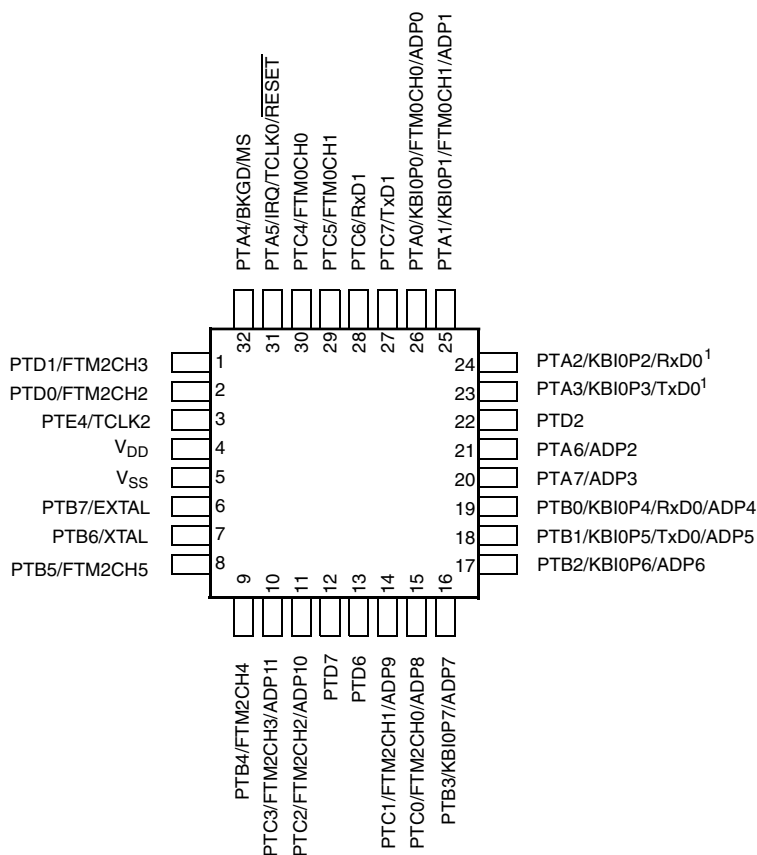 PTA4/BKGD/MS
PTA5/IRQ/TCLK0/RESET
PTC4/FTM0CH0
PTC5/FTM0CH1
PTC6/RxD1
PTC7/TxD1
PTA0/KBI0P0/FTM0CH0/ADP0
PTA1/KBI0P1/FTM0CH1/ADP1
32
31
30
29
28
27
26
25
PTD1/FTM2CH3 1
PTD0/FTM2CH2 2
PTE4/TCLK2 3
VDD 4
VSS 5
PTB7/EXTAL 6
PTB6/XTAL 7
PTB5/FTM2CH5 8
24 PTA2/KBI0P2/RxD0¹
23 PTA3/KBI0P3/TxD0¹
22 PTD2
21 PTA6/ADP2
20 PTA7/ADP3
19 PTB0/KBI0P4/RxD0/ADP4
18 PTB1/KBI0P5/TxD0/ADP5
17 PTB2/KBI0P6/ADP6
9
10
11
12
13
14
15
16
PTB4/FTM2CH4
PTC3/FTM2CH3/ADP11
PTC2/FTM2CH2/ADP10
PTD7
PTD6
PTC1/FTM2CH1/ADP9
PTC0/FTM2CH0/ADP8
PTB3/KBI0P7/ADP7